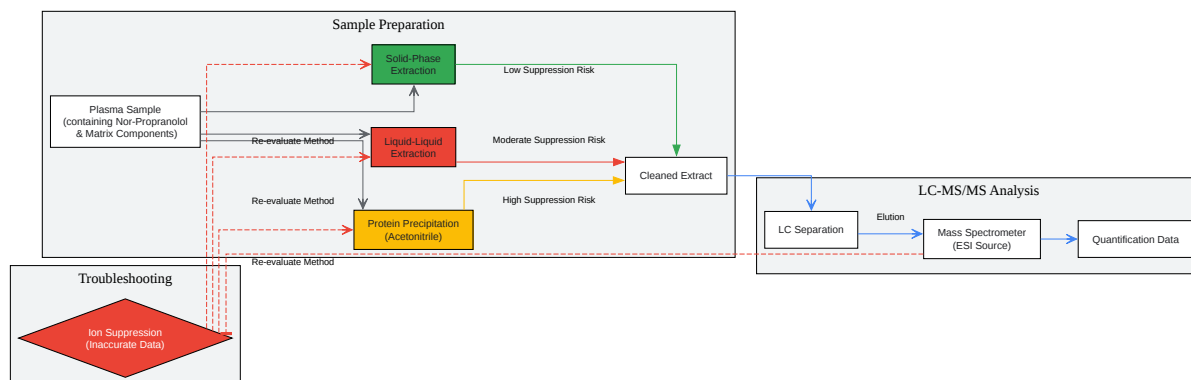 Sample Preparation
Solid-Phase
Extraction
Low Suppression Risk
Plasma Sample
(containing Nor-Propranolol
& Matrix Components)
Re-evaluate Method
Liquid-Liquid
Extraction
Moderate Suppression Risk
Cleaned Extract
Re-evaluate Method
Protein Precipitation
(Acetonitrile)
High Suppression Risk
Re-evaluate Method
LC-MS/MS Analysis
LC Separation
Elution
Mass Spectrometer
(ESI Source)
Quantification Data
Troubleshooting
Ion Suppression
(Inaccurate Data)